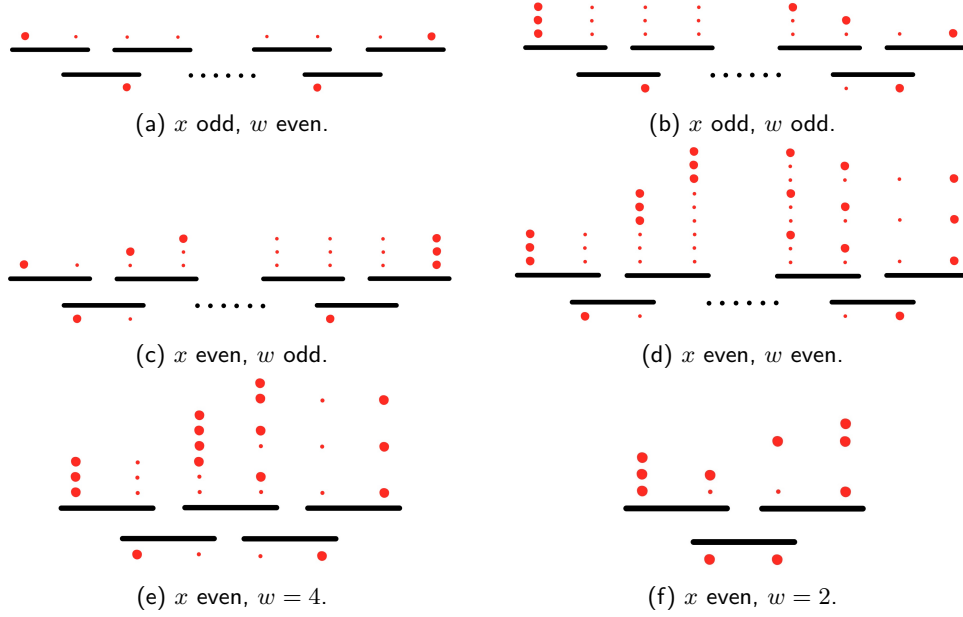 (a) x odd, w even.
(b) x odd, w odd.
(c) x even, w odd.
(d) x even, w even.
(e) x even, w = 4.
(f) x even, w = 2.